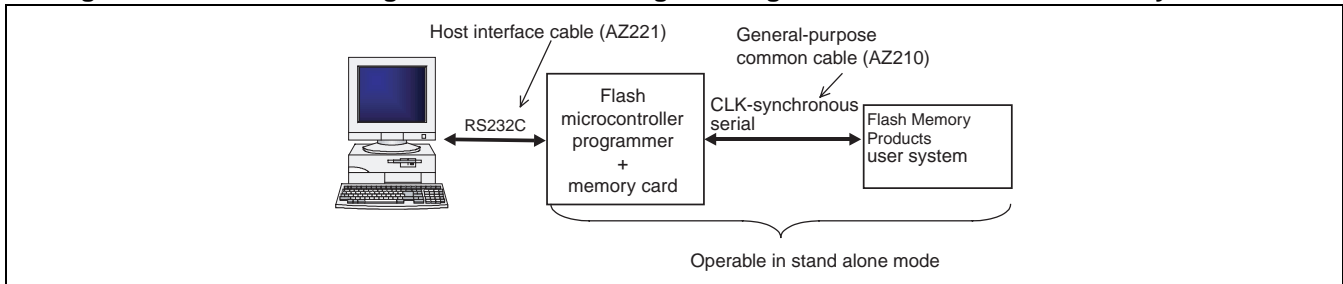 Host interface cable (AZ221)
General-purpose
common cable (AZ210)
RS232C
Flash
microcontroller
programmer
+
memory card
CLK-synchronous
serial
Flash Memory
Products
user system
Operable in stand alone mode